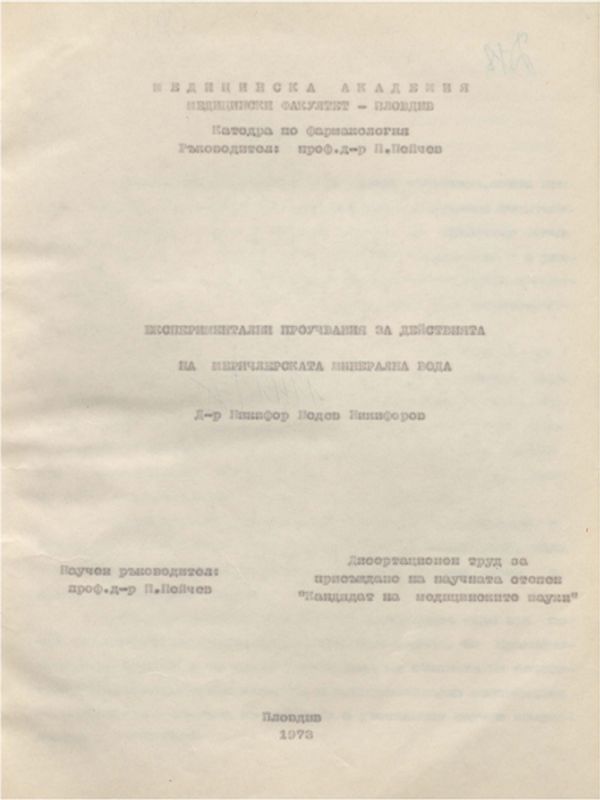 МЕДИЦИНСКА АКАДЕМИЯ
МЕДИЦИНСКИ ФАКУЛТЕТ - ПЛОВДИВ
Катедра по фармакология
Ръководител: проф.д-р П.Пейчев
ЕКСПЕРИМЕНТАЛНИ ПРОУЧВАНИЯ ЗА ДЕЙСТВИЯТА
НА МЕРИЧЛЕРСКАТА МИНЕРАЛНА ВОДА
Д-р Никифор Никифоров
Научен ръководител:
проф.д-р П.Пейчев
Дисертационен труд за
присъждане на научната степен
"Кандидат на медицинските науки"
Пловдив
1973